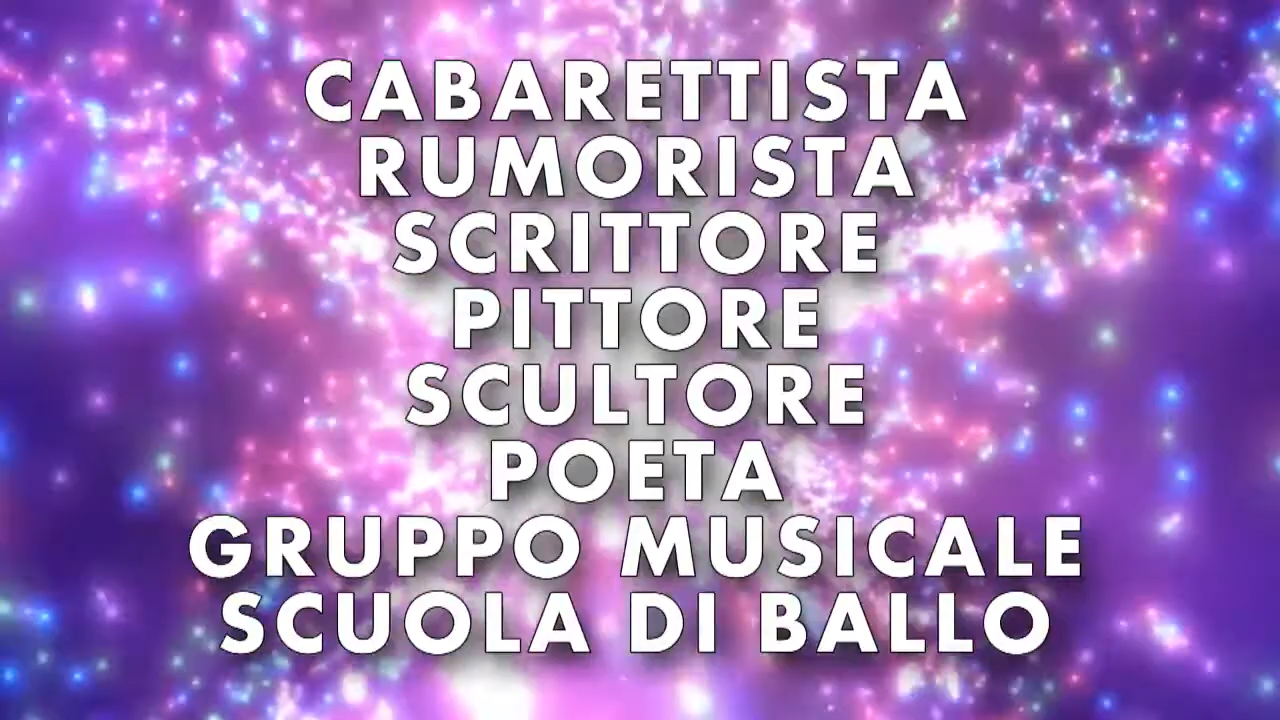 CABARETTISTA
RUMORISTA
SCRITTORE
PITTORE
SCULTORE
POETA
GRUPPO MUSICALE
SCUOLA DI BALLO